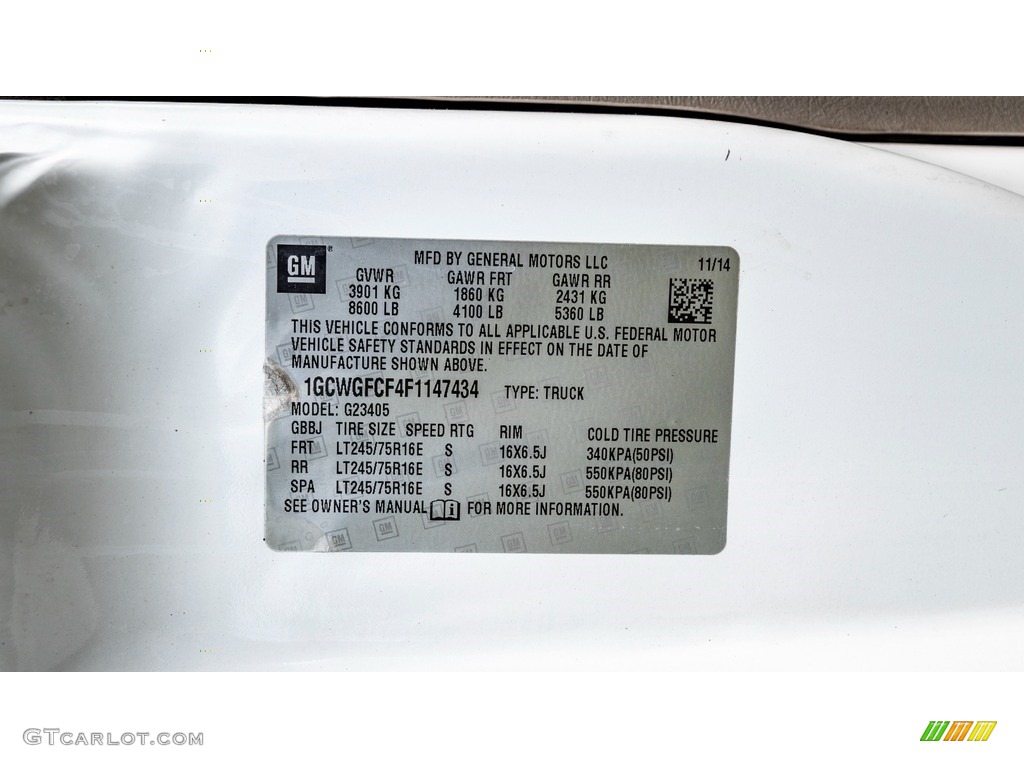 GM
MFD BY GENERAL MOTORS LLC 11/14
GVWR GAWR FRT GAWR RR
3901 KG 1860 KG 2431 KG
8600 LB 4100 LB 5360 LB
THIS VEHICLE CONFORMS TO ALL APPLICABLE U.S. FEDERAL MOTOR
VEHICLE SAFETY STANDARDS IN EFFECT ON THE DATE OF
MANUFACTURE SHOWN ABOVE.
1GCWGFCF4F1147434 TYPE: TRUCK
MODEL: G23405
GBBJ TIRE SIZE SPEED RTG RIM COLD TIRE PRESSURE
FRT LT245/75R16E S 16X6.5J 340KPA(50PSI)
RR LT245/75R16E S 16X6.5J 550KPA(80PSI)
SPA LT245/75R16E S 16X6.5J 550KPA(80PSI)
SEE OWNER'S MANUAL FOR MORE INFORMATION.
GTCARLOT.COM